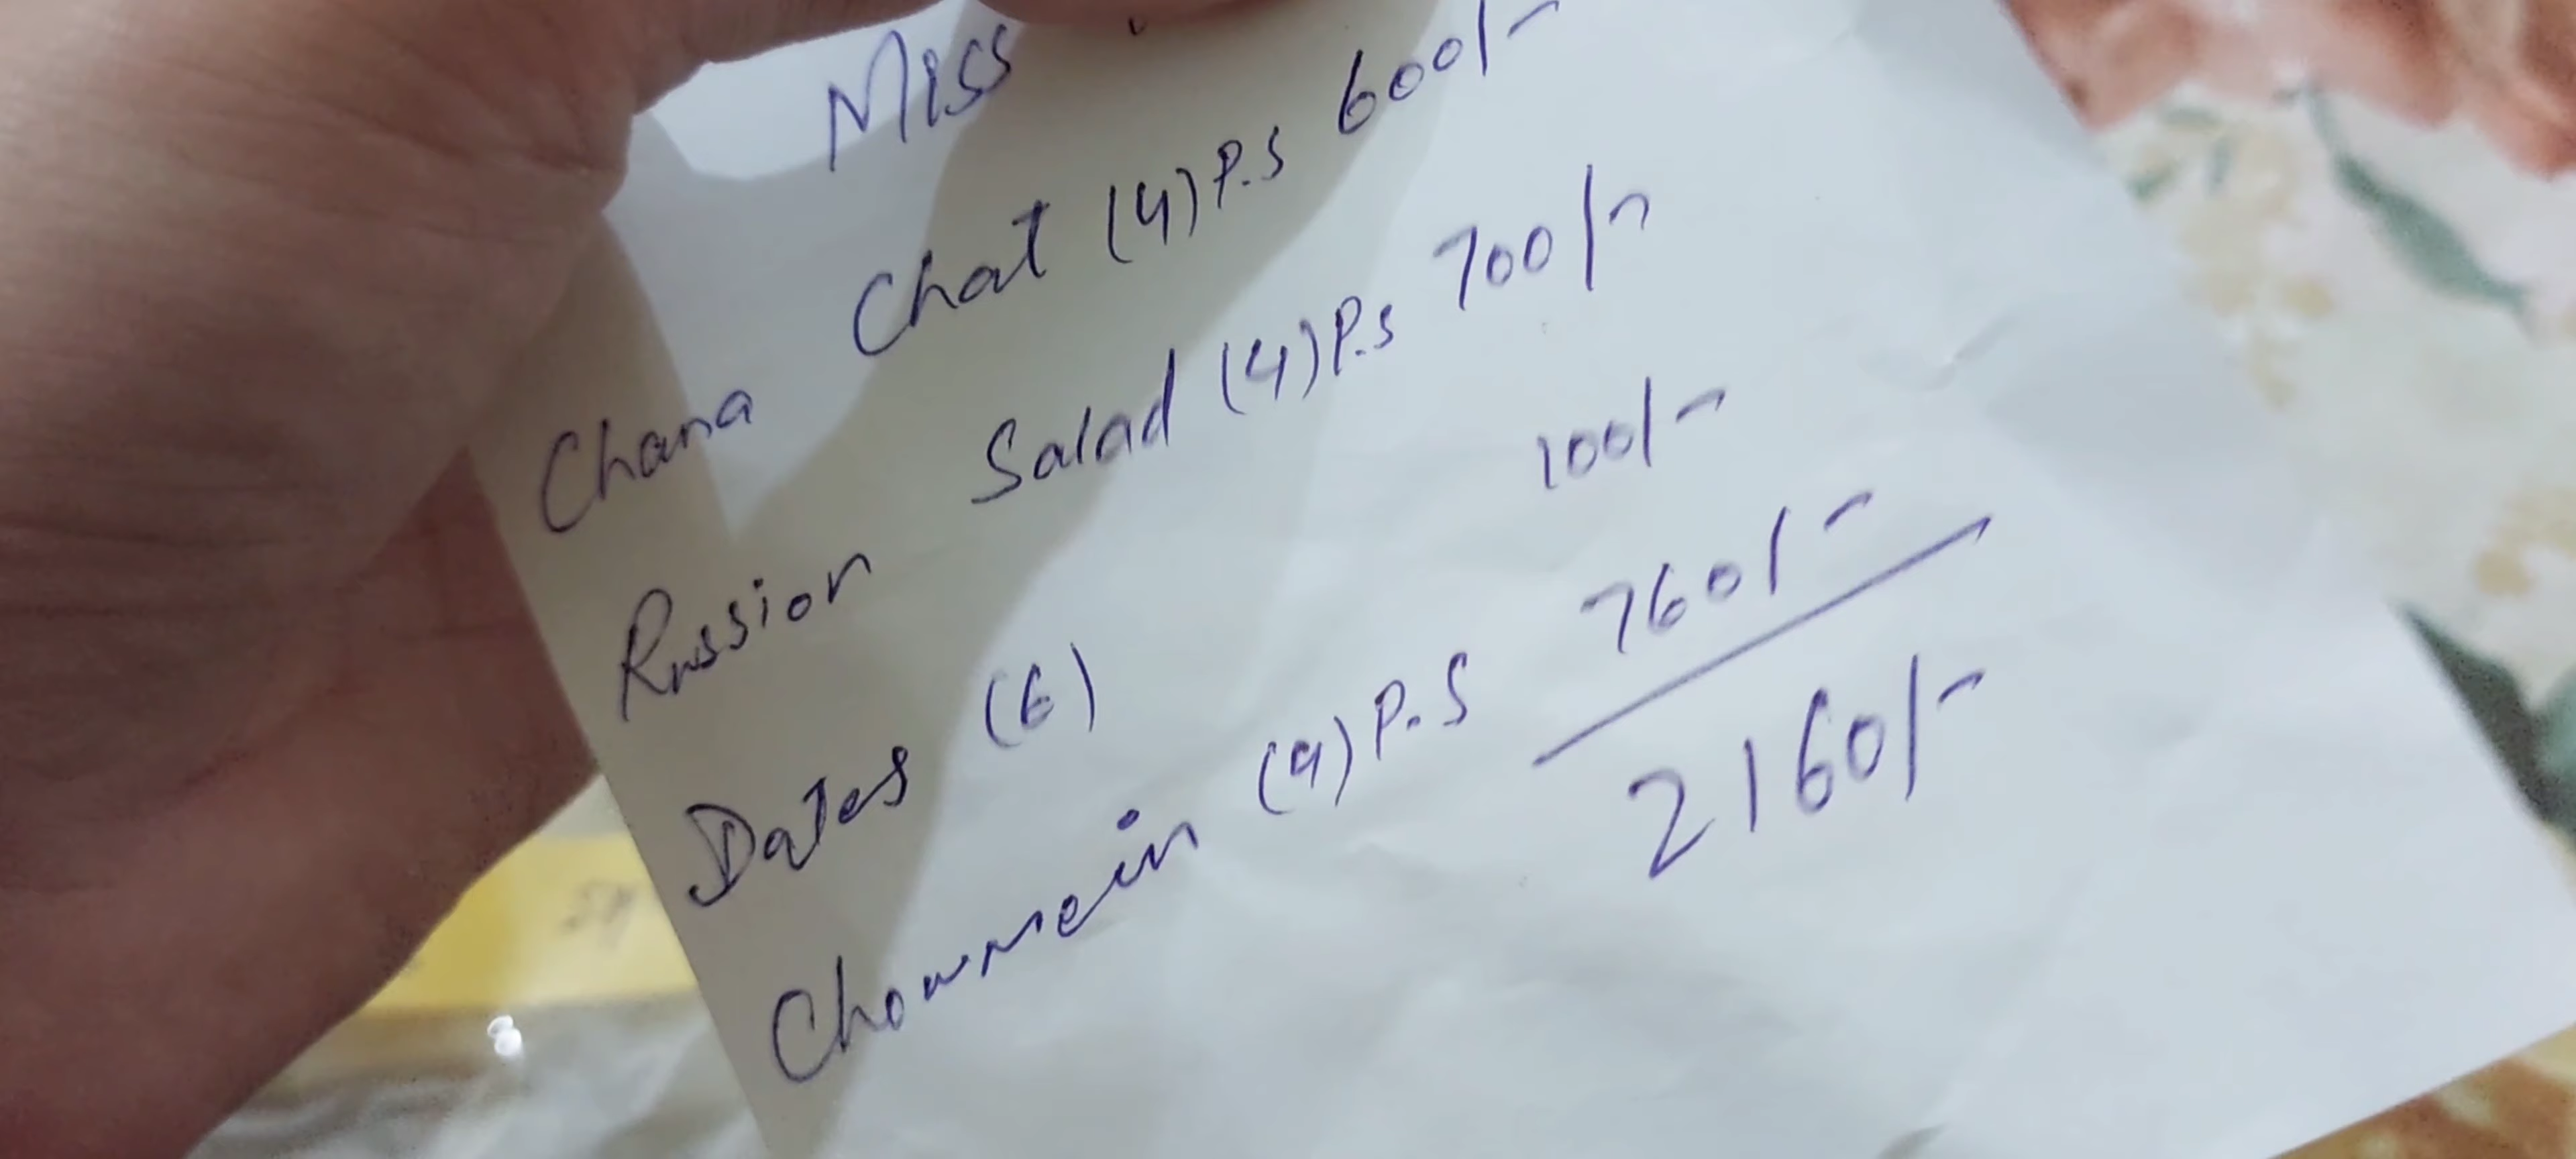 Miss
Chana Chat (4) P.S 600/-
Russion Salad (4) P.S 700/-
Dates (6) 100/-
Chowmein (4) P.S 760/-
2160/-